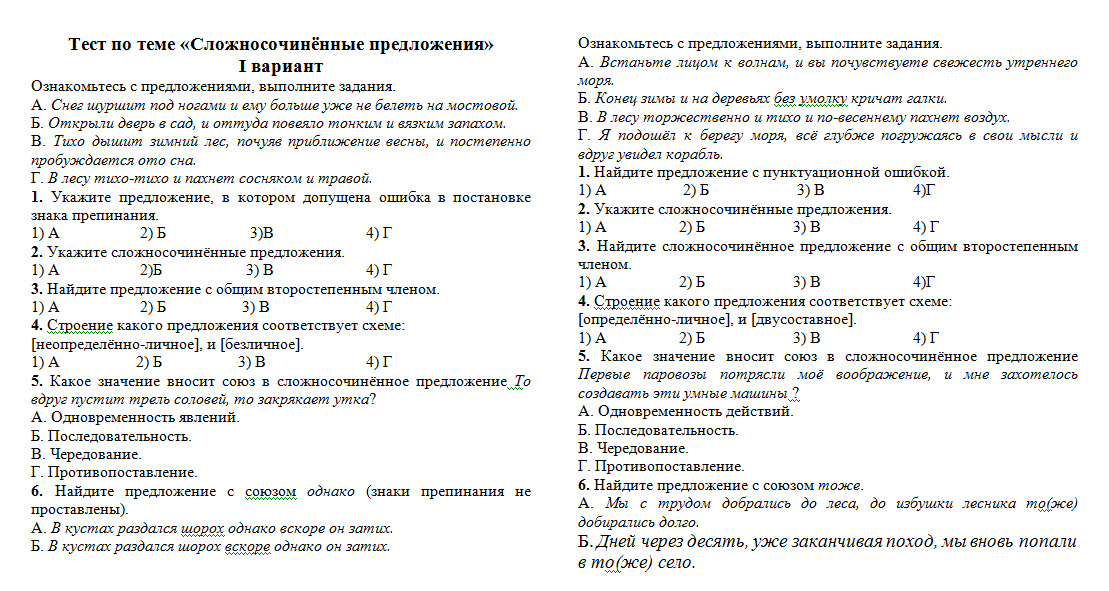 Тест по теме «Сложносочинённые предложения»
I вариант
Ознакомьтесь с предложениями, выполните задания.
А. Снег шуршит под ногами и ему больше уже не белеть на мостовой.
Б. Открыли дверь в сад, и оттуда повеяло тонким и вязким запахом.
В. Тихо дышит зимний лес, почуяв приближение весны, и постепенно
пробуждается ото сна.
Г. В лесу тихо-тихо и пахнет сосняком и травой.
1. Укажите предложение, в котором допущена ошибка в постановке
знака препинания.
1) А 2) Б 3)В 4) Г
2. Укажите сложносочинённые предложения.
1) А 2)Б 3) В 4) Г
3. Найдите предложение с общим второстепенным членом.
1) А 2) Б 3) В 4) Г
4. Строение какого предложения соответствует схеме:
[неопределённо-личное], и [безличное].
1) А 2) Б 3) В 4) Г
5. Какое значение вносит союз в сложносочинённое предложение То
вдруг пустит трель соловей, то закрякает утка?
А. Одновременность явлений.
Б. Последовательность.
В. Чередование.
Г. Противопоставление.
6. Найдите предложение с союзом однако (знаки препинания не
проставлены).
А. В кустах раздался шорох однако вскоре он затих.
Б. В кустах раздался шорох вскоре однако он затих.
Ознакомьтесь с предложениями, выполните задания.
А. Встаньте лицом к волнам, и вы почувствуете свежесть утреннего
моря.
Б. Конец зимы и на деревьях без умолку кричат галки.
В. В лесу торжественно и тихо и по-весеннему пахнет воздух.
Г. Я подошёл к берегу моря, всё глубже погружаясь в свои мысли и
вдруг увидел корабль.
1. Найдите предложение с пунктуационной ошибкой.
1) А 2) Б 3) В 4)Г
2. Укажите сложносочинённые предложения.
1) А 2) Б 3) В 4) Г
3. Найдите сложносочинённое предложение с общим второстепенным
членом.
1) А 2) Б 3) В 4)Г
4. Строение какого предложения соответствует схеме:
[определённо-личное], и [двусоставное].
1) А 2) Б 3) В 4) Г
5. Какое значение вносит союз в сложносочинённое предложение
Первые паровозы потрясли моё воображение, и мне захотелось
создавать эти умные машины ?
А. Одновременность действий.
Б. Последовательность.
В. Чередование.
Г. Противопоставление.
6. Найдите предложение с союзом тоже.
А. Мы с трудом добрались до леса, до избушки лесника то(же)
добирались долго.
Б. Дней через десять, уже заканчивая поход, мы вновь попали
в то(же) село.